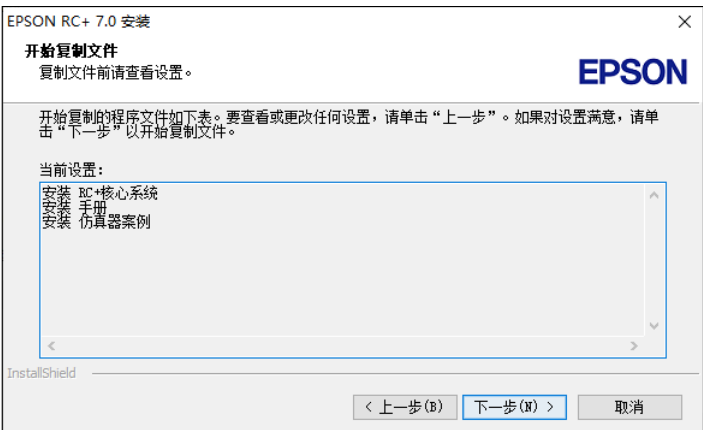 EPSON RC+ 7.0 安装
开始复制文件
复制文件前请查看设置。
EPSON
开始复制的程序文件如下表。要查看或更改任何设置，请单击“上一步”。如果对设置满意，请单
击“下一步”以开始复制文件。
当前设置:
安装 RC+核心系统
安装 手册
安装 仿真器案例
InstallShield
< 上一步(B)
下一步(N) >
取消